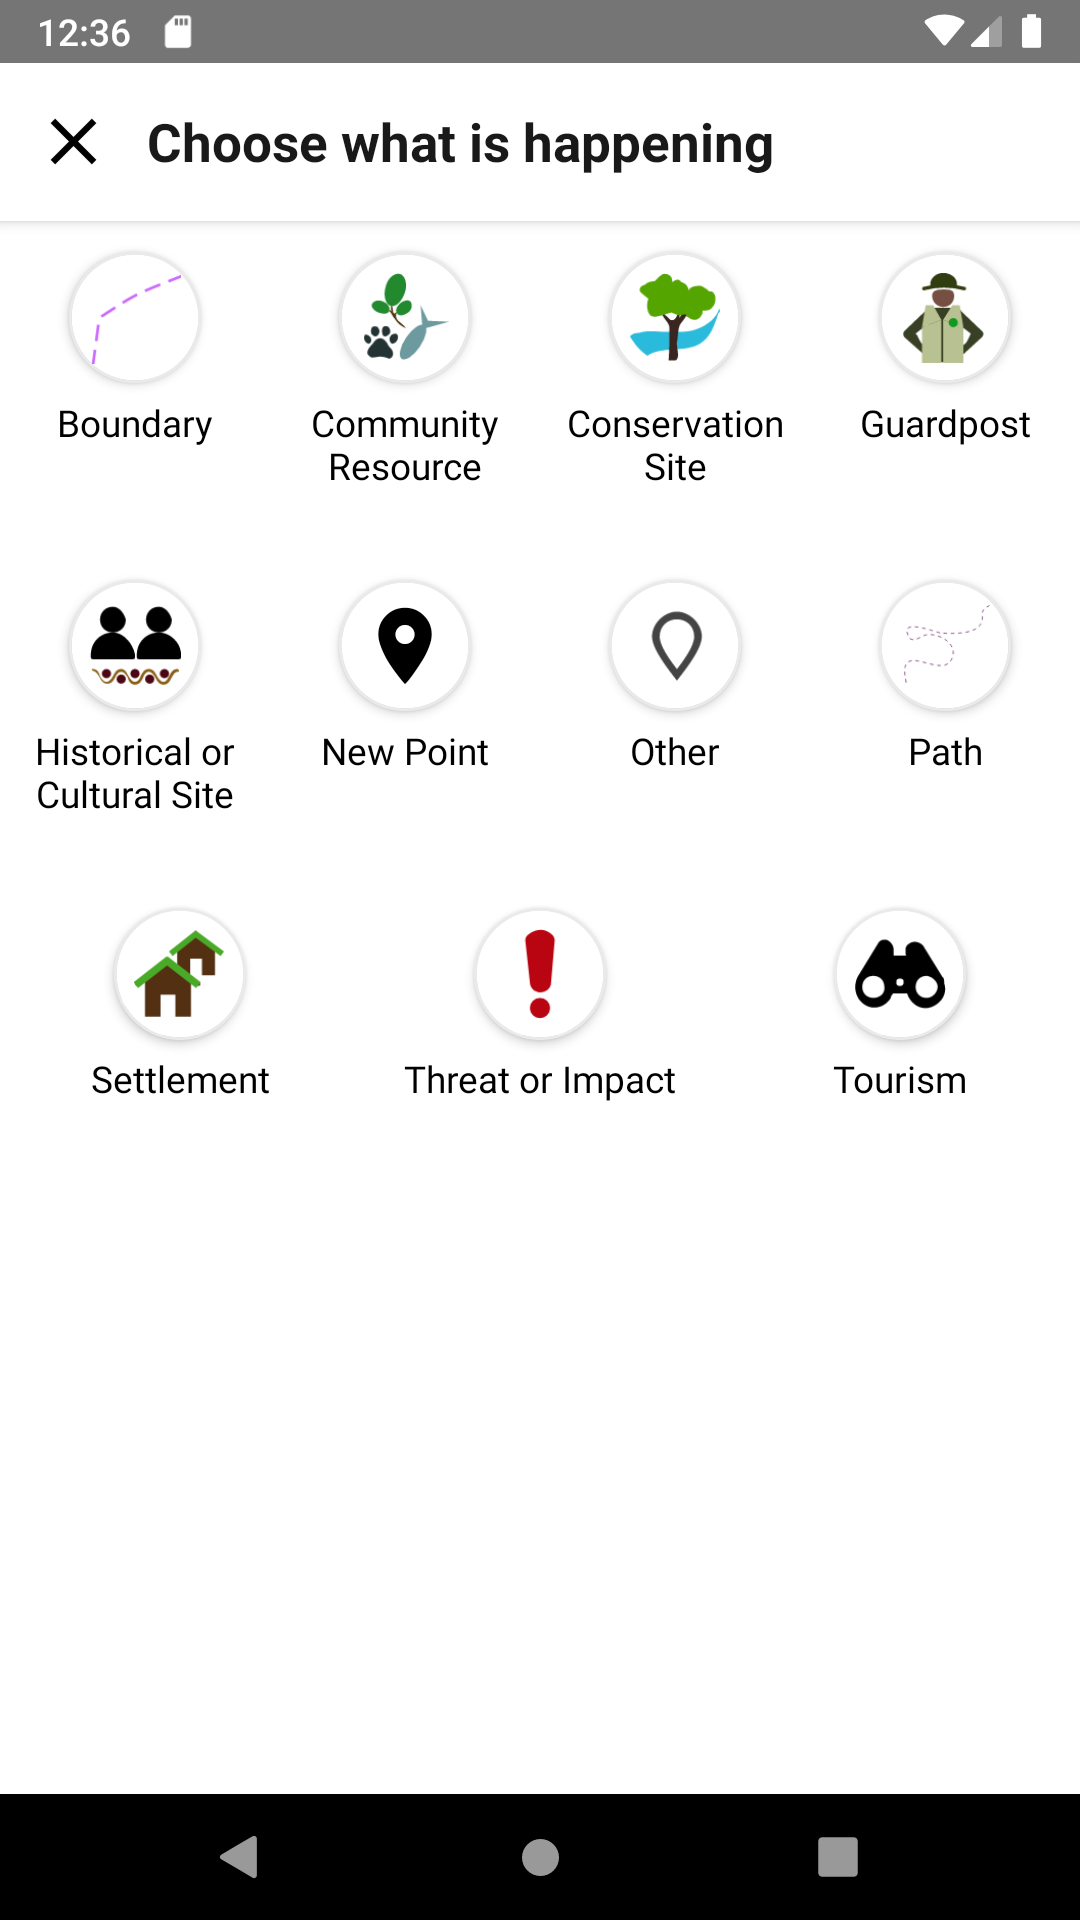 12:36
Choose what is happening
Boundary
Community
Resource
Conservation
Site
Guardpost
Historical or
Cultural Site
New Point
Other
Path
Settlement
Threat or Impact
Tourism